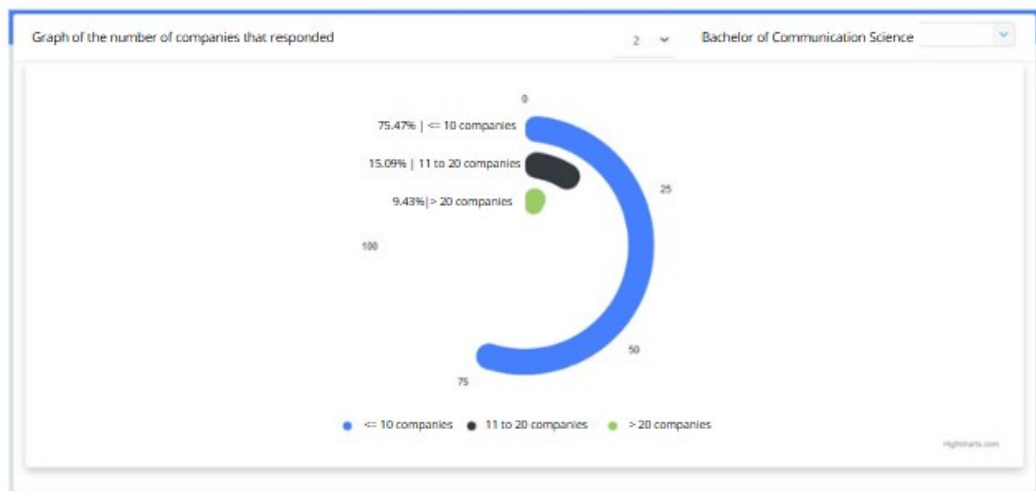 Graph of the number of companies that responded
2
Bachelor of Communication Science
0
75.47% | <= 10 companies
15.09% | 11 to 20 companies
25
9.43%|> 20 companies
100
50
75
<= 10 companies
11 to 20 companies
> 20 companies
Highcharts.com